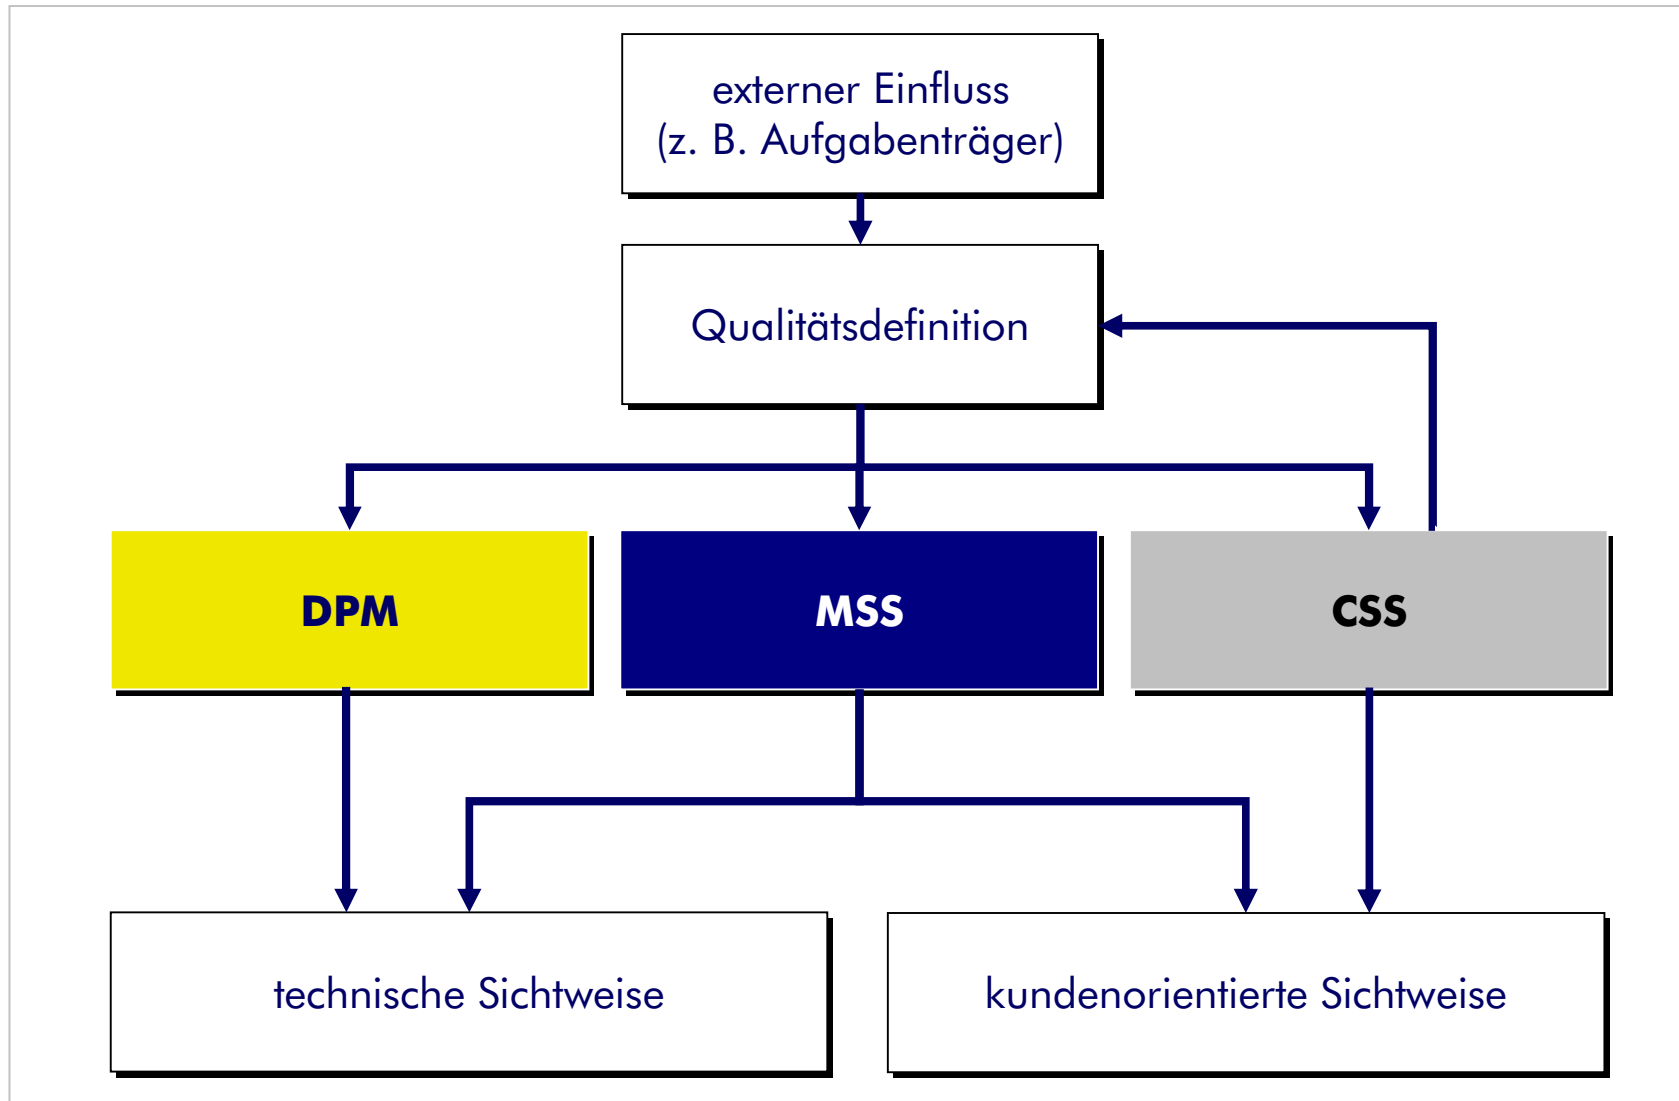 externer Einfluss
(z. B. Aufgabenträger)
Qualitätsdefinition
DPM
MSS
CSS
technische Sichtweise
kundenorientierte Sichtweise